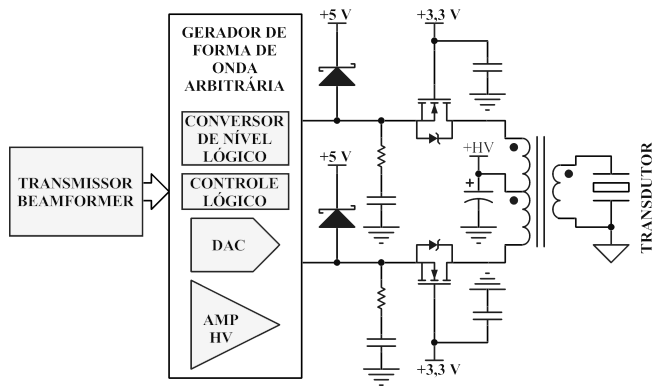 TRANSMISSOR
BEAMFORMER
GERADOR DE
FORMA DE
ONDA
ARBITRÁRIA
CONVERSOR
DE NÍVEL
LÓGICO
CONTROLE
LÓGICO
DAC
AMP
HV
+5 V
+3,3 V
+5 V
+HV
+
+3,3 V
TRANSDUTOR